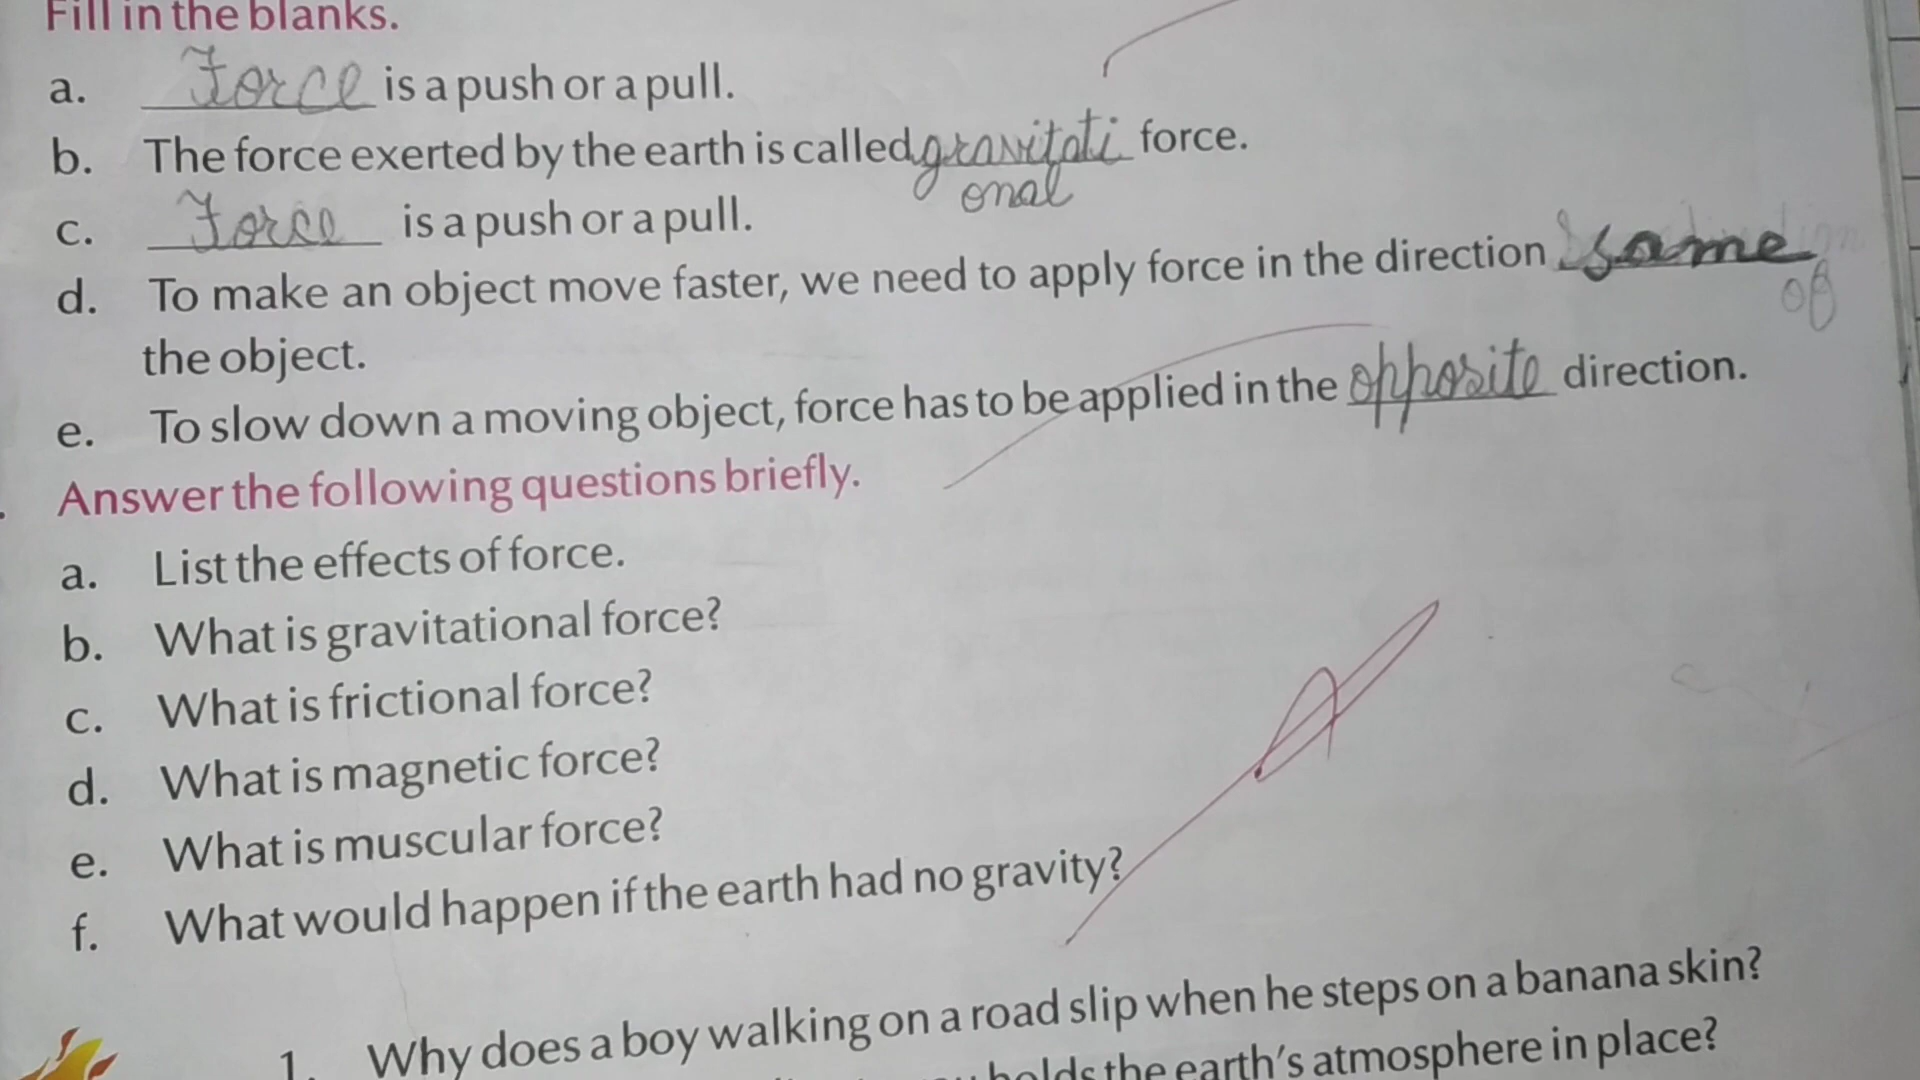 Fill in the blanks.
a. Force is a push or a pull.
b. The force exerted by the earth is called gravitati force.
onal
c. Force is a push or a pull.
d. To make an object move faster, we need to apply force in the direction same
of
the object.
e. To slow down a moving object, force has to be applied in the opposite direction.
Answer the following questions briefly.
a. List the effects of force.
b. What is gravitational force?
c. What is frictional force?
d. What is magnetic force?
e. What is muscular force?
f. What would happen if the earth had no gravity?
1. Why does a boy walking on a road slip when he steps on a banana skin?
holds the earth's atmosphere in place?